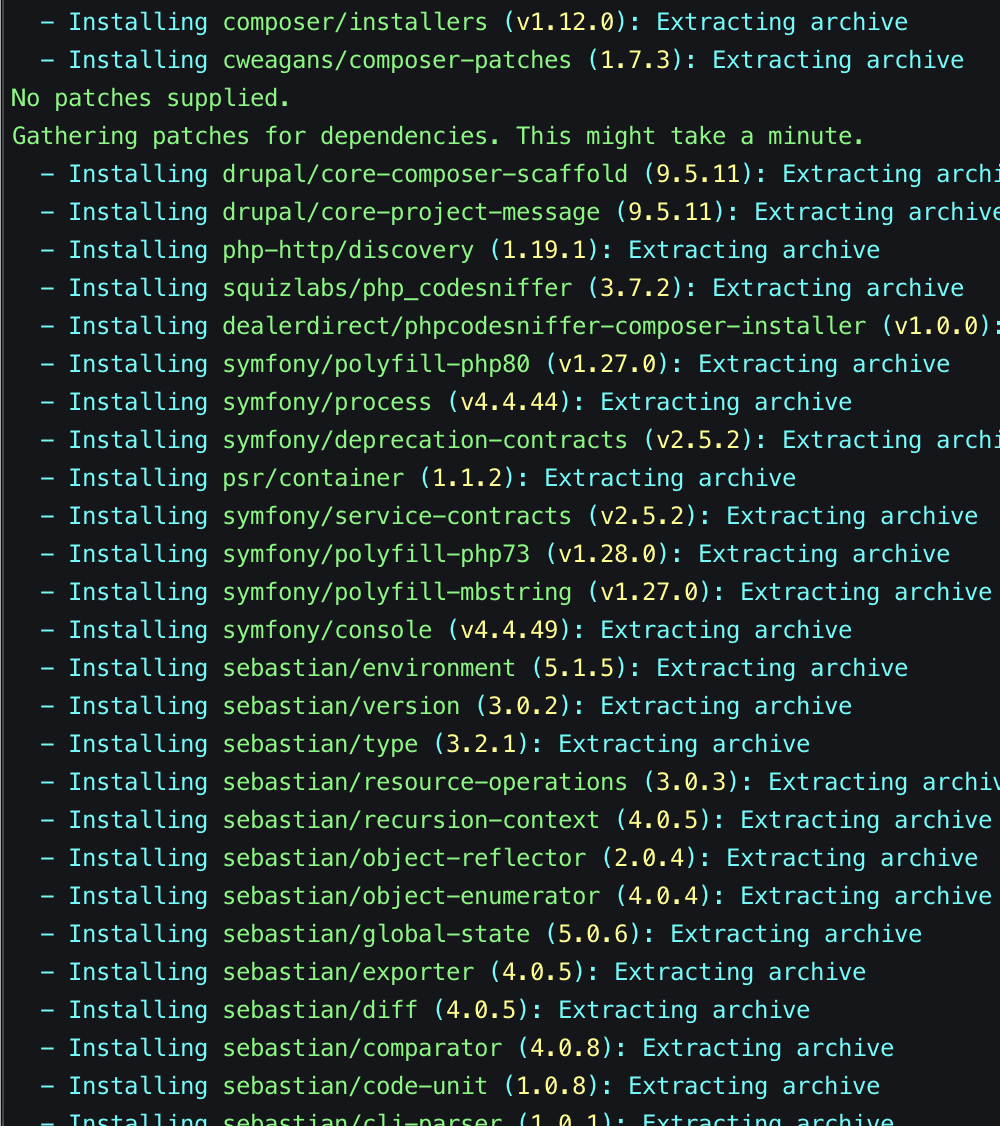 – Installing composer/installers (v1.12.0): Extracting archive
– Installing cweagans/composer-patches (1.7.3): Extracting archive
No patches supplied.
Gathering patches for dependencies. This might take a minute.
– Installing drupal/core-composer-scaffold (9.5.11): Extracting archi
– Installing drupal/core-project-message (9.5.11): Extracting archive
– Installing php-http/discovery (1.19.1): Extracting archive
– Installing squizlabs/php_codesniffer (3.7.2): Extracting archive
– Installing dealerdirect/phpcodesniffer-composer-installer (v1.0.0):
– Installing symfony/polyfill-php80 (v1.27.0): Extracting archive
– Installing symfony/process (v4.4.44): Extracting archive
– Installing symfony/deprecation-contracts (v2.5.2): Extracting archi
– Installing psr/container (1.1.2): Extracting archive
– Installing symfony/service-contracts (v2.5.2): Extracting archive
– Installing symfony/polyfill-php73 (v1.28.0): Extracting archive
– Installing symfony/polyfill-mbstring (v1.27.0): Extracting archive
– Installing symfony/console (v4.4.49): Extracting archive
– Installing sebastian/environment (5.1.5): Extracting archive
– Installing sebastian/version (3.0.2): Extracting archive
– Installing sebastian/type (3.2.1): Extracting archive
– Installing sebastian/resource-operations (3.0.3): Extracting archiv
– Installing sebastian/recursion-context (4.0.5): Extracting archive
– Installing sebastian/object-reflector (2.0.4): Extracting archive
– Installing sebastian/object-enumerator (4.0.4): Extracting archive
– Installing sebastian/global-state (5.0.6): Extracting archive
– Installing sebastian/exporter (4.0.5): Extracting archive
– Installing sebastian/diff (4.0.5): Extracting archive
– Installing sebastian/comparator (4.0.8): Extracting archive
– Installing sebastian/code-unit (1.0.8): Extracting archive
– Installing sebastian/cli-parser (1.0.1): Extracting archive